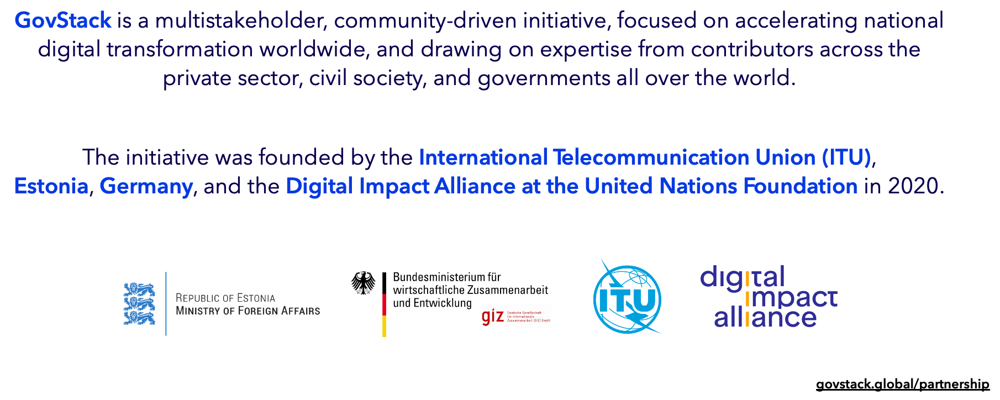 GovStack is a multistakeholder, community-driven initiative, focused on accelerating national
digital transformation worldwide, and drawing on expertise from contributors across the
private sector, civil society, and governments all over the world.
The initiative was founded by the International Telecommunication Union (ITU),
Estonia, Germany, and the Digital Impact Alliance at the United Nations Foundation in 2020.
REPUBLIC OF ESTONIA
MINISTRY OF FOREIGN AFFAIRS
Bundesministerium für
wirtschaftliche Zusammenarbeit
und Entwicklung
giz
Deutsche Gesellschaft
für Internationale
Zusammenarbeit (GIZ) GmbH
ITU
digital
impact
alliance
govstack.global/partnership